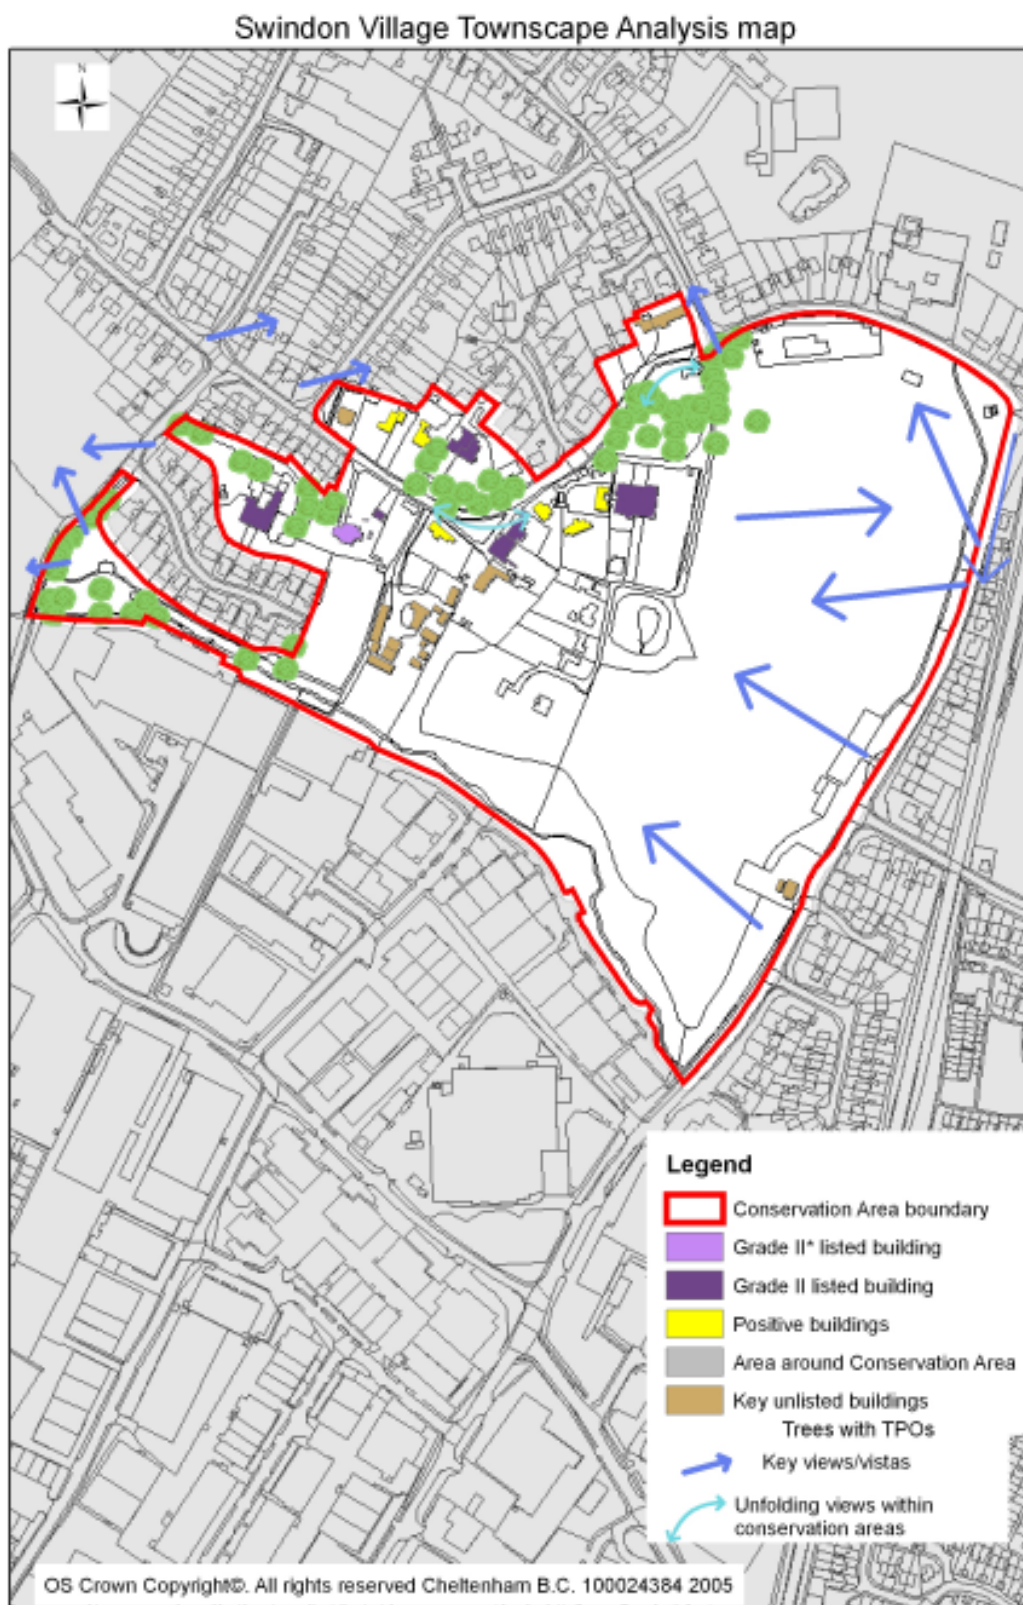 Swindon Village Townscape Analysis map
N
Legend
Conservation Area boundary
Grade II* listed building
Grade II listed building
Positive buildings
Area around Conservation Area
Key unlisted buildings
Trees with TPOs
Key views/vistas
Unfolding views within
conservation areas
OS Crown Copyright©. All rights reserved Cheltenham B.C. 100024384 2005